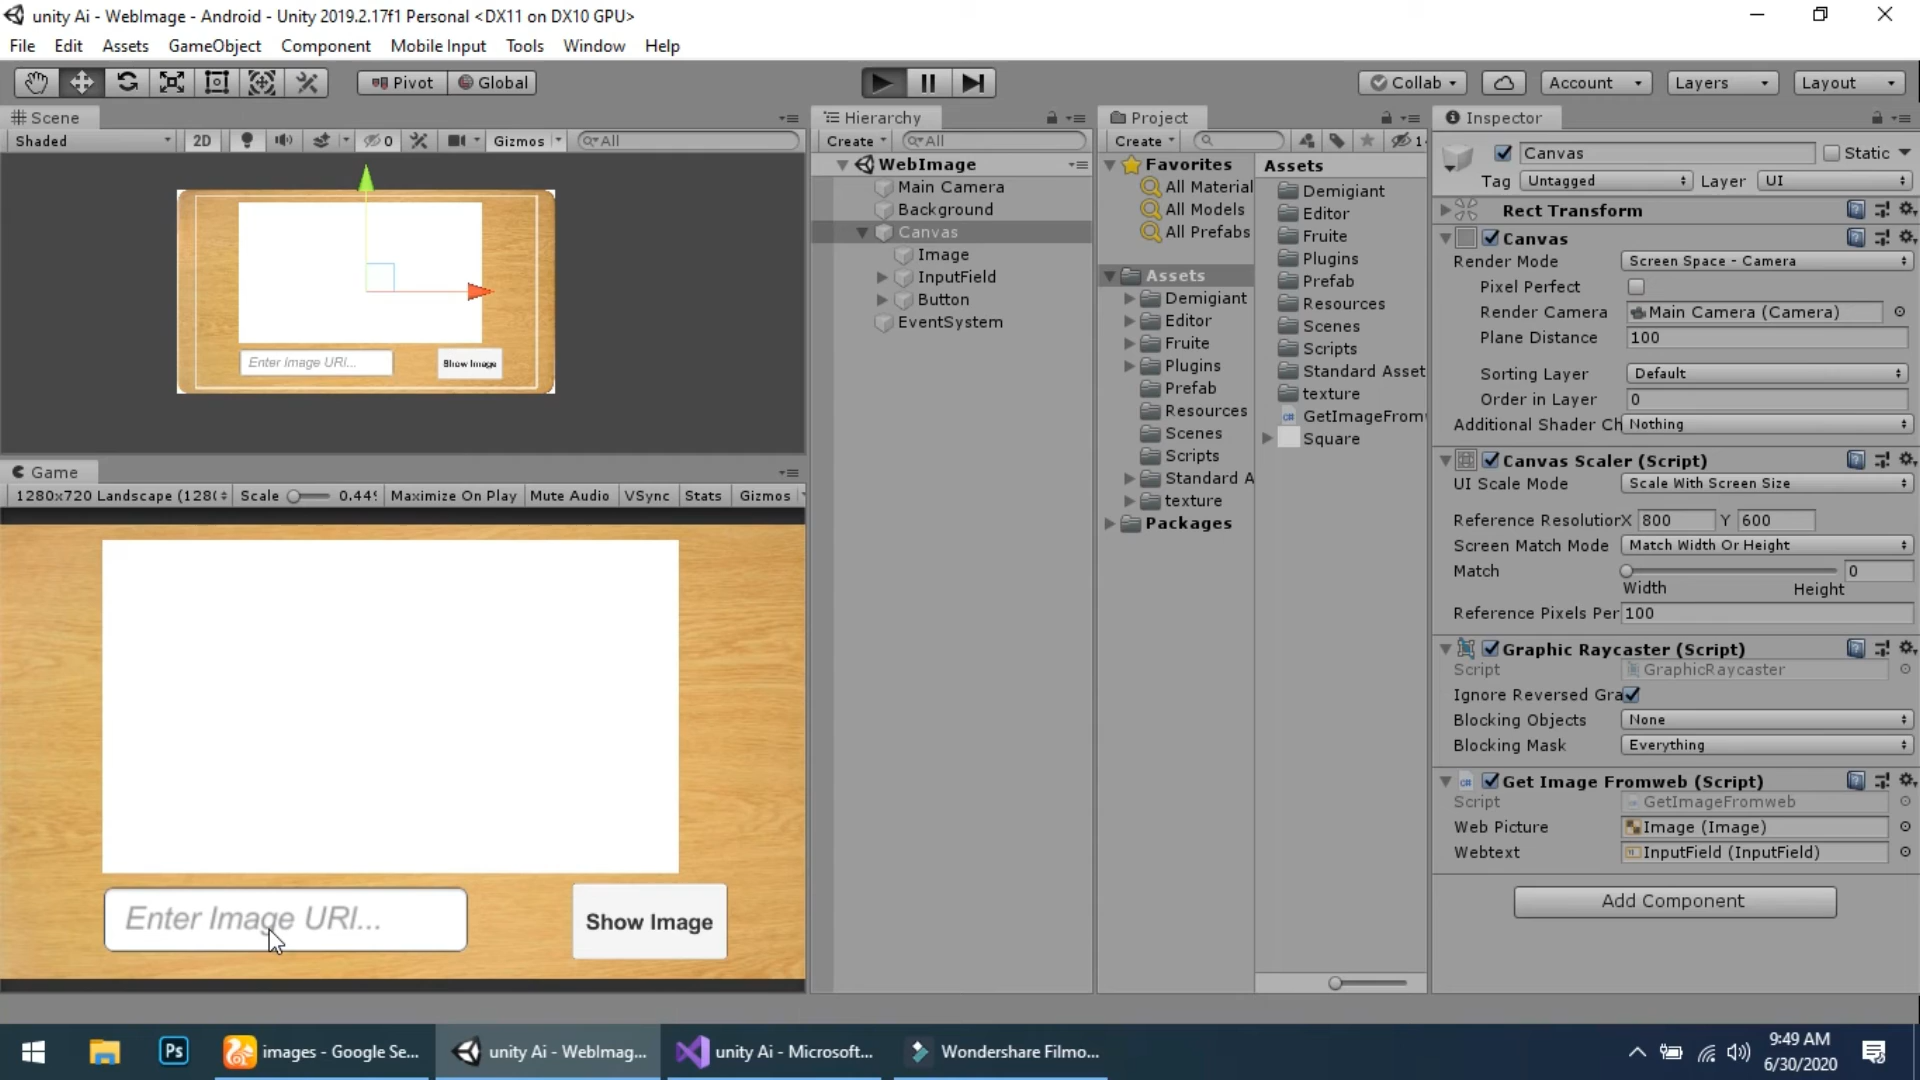 unity Ai - WebImage - Android - Unity 2019.2.17f1 Personal <DX11 on DX10 GPU>
File Edit Assets GameObject Component Mobile Input Tools Window Help
Pivot Global Collab Account Layers Layout
Scene
Shaded 2D 0 Gizmos All
Enter Image URl...
Show Image
Game
1280x720 Landscape (128( Scale 0.449 Maximize On Play Mute Audio VSync Stats Gizmos
Enter Image URl...
Show Image
Hierarchy
Create All
WebImage
Main Camera
Background
Canvas
Image
InputField
Button
EventSystem
Project
Create 1
Favorites
All Material
All Models
All Prefabs
Assets
Demigiant
Editor
Fruite
Plugins
Prefab
Resources
Scenes
Scripts
Standard A
texture
Packages
Assets
Demigiant
Editor
Fruite
Plugins
Prefab
Resources
Scenes
Scripts
Standard Asset
texture
GetImageFrom
Square
Inspector
Canvas Static
Tag Untagged Layer UI
Rect Transform
Canvas
Render Mode Screen Space - Camera
Pixel Perfect
Render Camera Main Camera (Camera)
Plane Distance 100
Sorting Layer Default
Order in Layer 0
Additional Shader Ch Nothing
Canvas Scaler (Script)
UI Scale Mode Scale With Screen Size
Reference Resolution X 800 Y 600
Screen Match Mode Match Width Or Height
Match 0
Width Height
Reference Pixels Per 100
Graphic Raycaster (Script)
Script GraphicRaycaster
Ignore Reversed Gra
Blocking Objects None
Blocking Mask Everything
Get Image Fromweb (Script)
Script GetImageFromweb
Web Picture Image (Image)
Webtext InputField (InputField)
Add Component
Ps images - Google Se... unity Ai - WebImag... unity Ai - Microsoft... Wondershare Filmo...
9:49 AM
6/30/2020